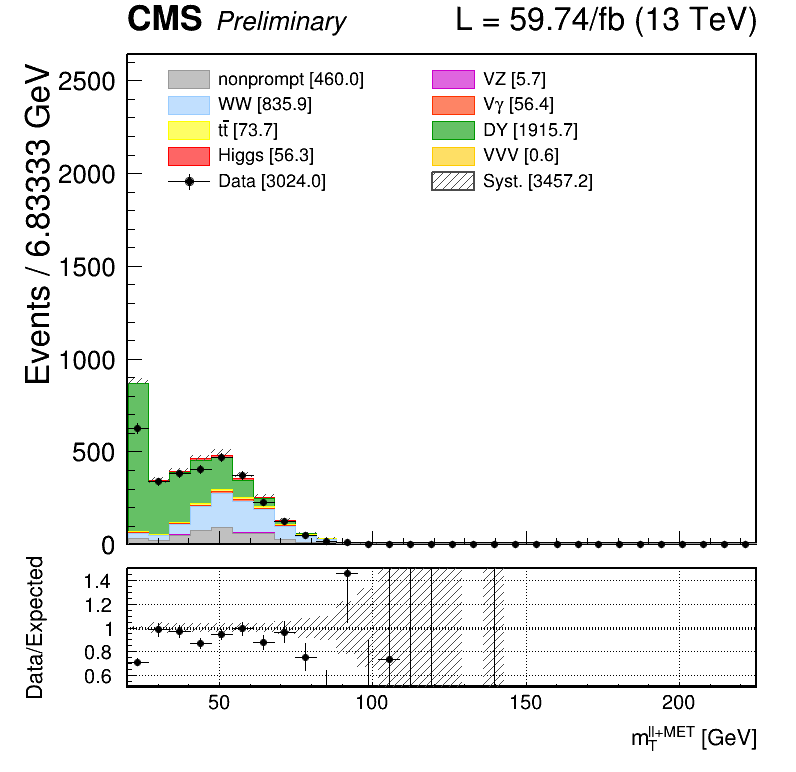 CMS Preliminary L = 59.74/fb (13 TeV)
Events / 6.83333 GeV
2500
2000
1500
1000
500
0
nonprompt [460.0]
WW [835.9]
tt̄ [73.7]
Higgs [56.3]
Data [3024.0]
VZ [5.7]
Vγ [56.4]
DY [1915.7]
VVV [0.6]
Syst. [3457.2]
Data/Expected
1.4
1.2
1
0.8
0.6
50 100 150 200
m_T^{ll+MET} [GeV]